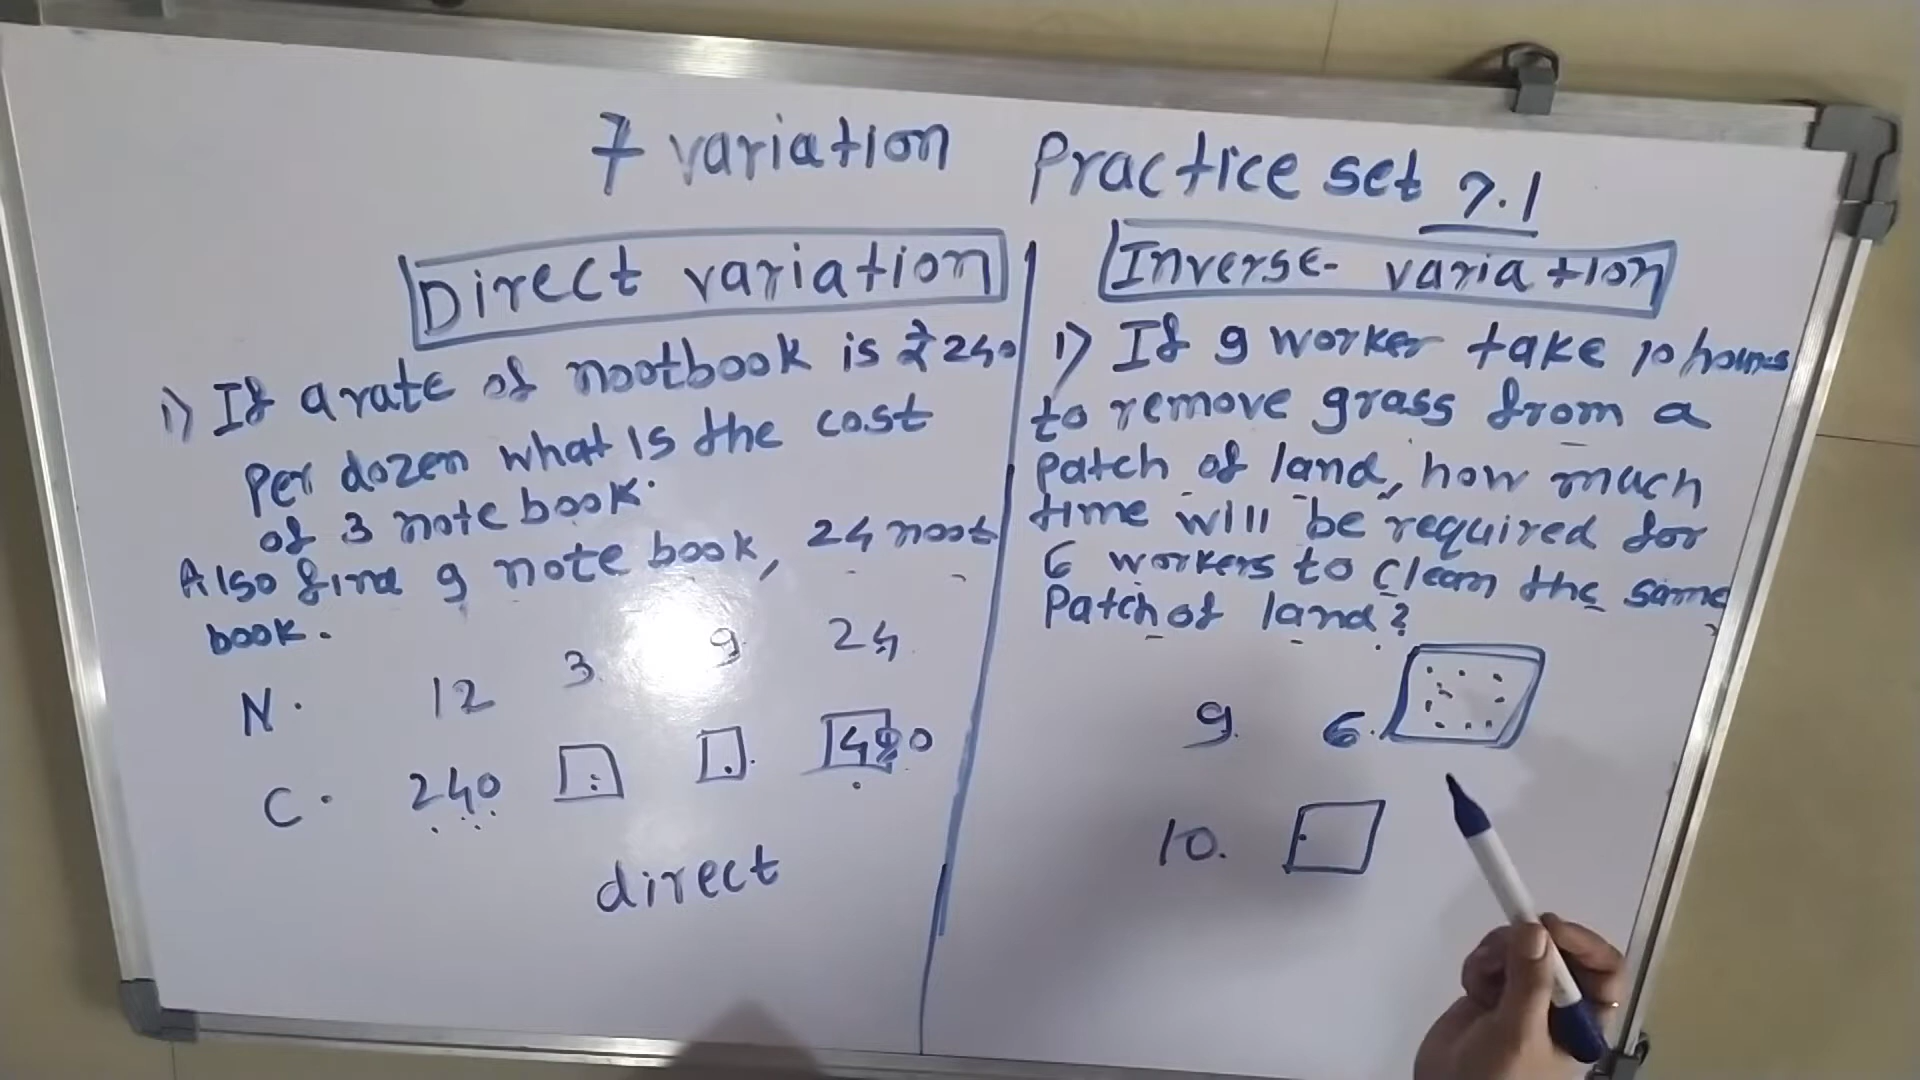 7 variation Practice set 7.1
Direct variation
1) If a rate of nootbook is ₹240
per dozen what is the cost
of 3 note book.
Also find 9 note book, 24 noot
book.
N. 12 3. 9. 24
C. 240 480
direct
Inverse- variation
1) If 9 worker take 10 hours
to remove grass from a
patch of land, how much
time will be required for
6 workers to clean the same
patch of land?
9. 6.
10.